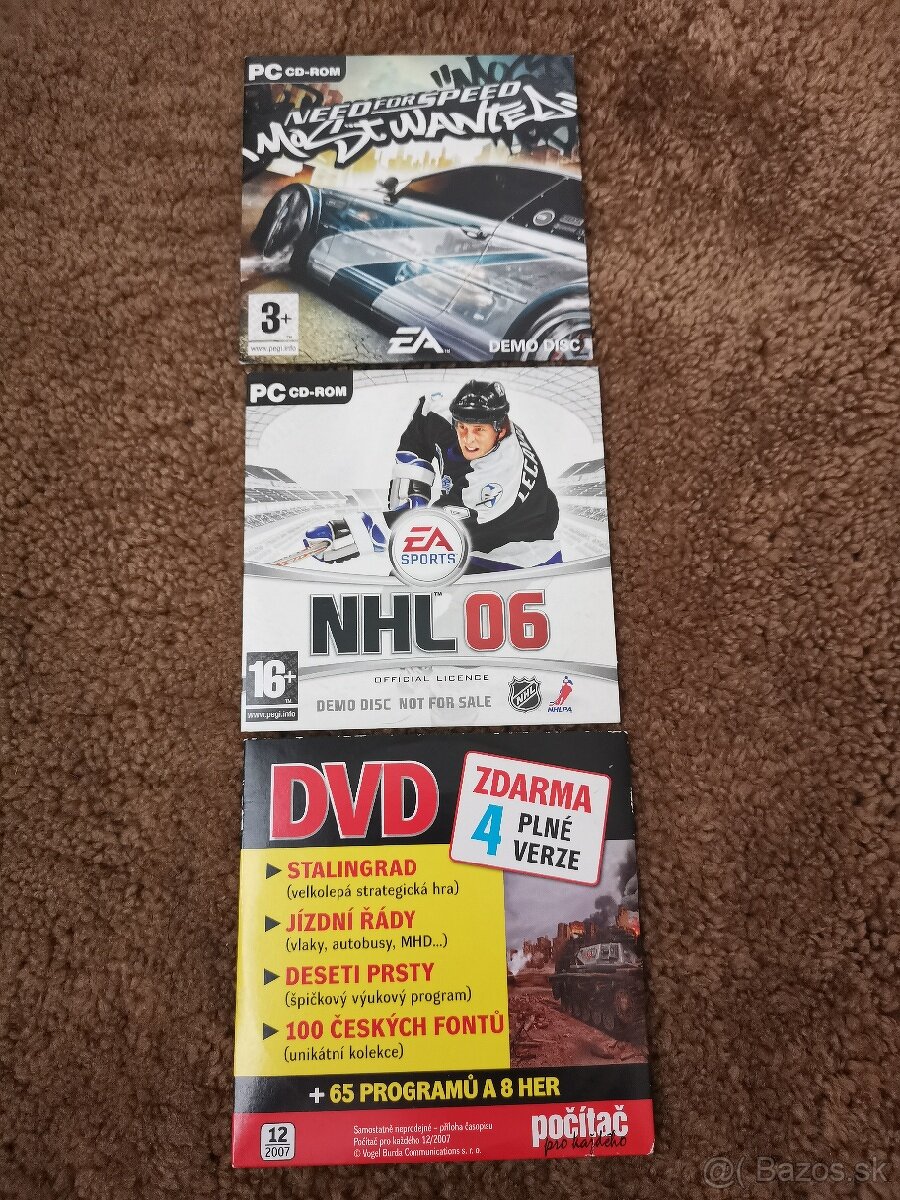 PC CD-ROM
NEED FOR SPEED
MOST WANTED
3+
www.pegi.info
EA™
DEMO DISC
PC CD-ROM
LECA
EA
SPORTS
NHL™ 06
OFFICIAL LICENCE
16+
www.pegi.info
DEMO DISC NOT FOR SALE
NHL
NHLPA
DVD
ZDARMA
4 PLNÉ
VERZE
STALINGRAD
(velkolepá strategická hra)
JÍZDNÍ ŘÁDY
(vlaky, autobusy, MHD...)
DESETI PRSTY
(špičkový výukový program)
100 ČESKÝCH FONTŮ
(unikátní kolekce)
+ 65 PROGRAMŮ A 8 HER
12
2007
Samostatně neprodejné – příloha časopisu
Počítač pro každého 12/2007
© Vogel Burda Communications s. r. o.
počítač
pro každého
@( Bazos.sk